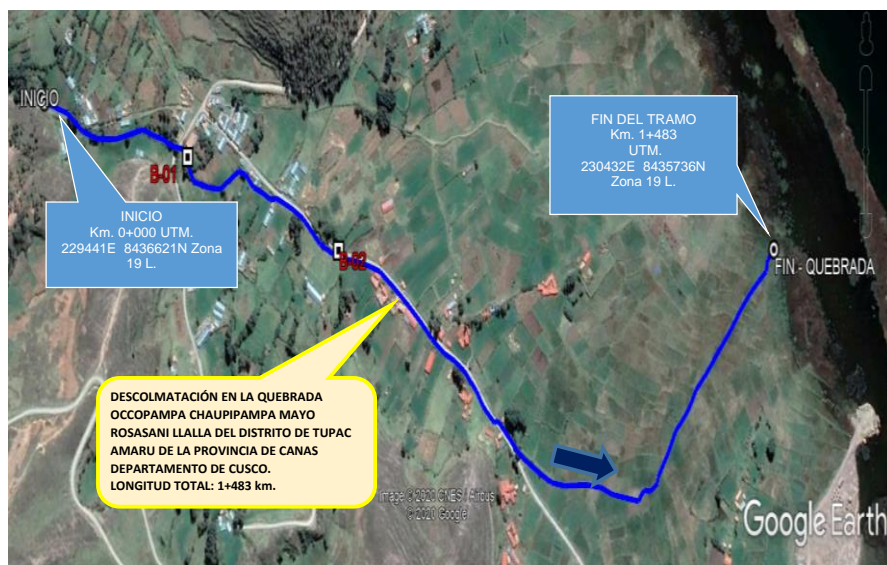 INICIO
B-01
INICIO
Km. 0+000 UTM.
229441E 8436621N Zona
19 L.
FIN DEL TRAMO
Km. 1+483
UTM.
230432E 8435736N
Zona 19 L.
B-02
FIN - QUEBRADA
DESCOLMATACIÓN EN LA QUEBRADA
OCCOPAMPA CHAUPIPAMPA MAYO
ROSASANI LLALLA DEL DISTRITO DE TUPAC
AMARU DE LA PROVINCIA DE CANAS
DEPARTAMENTO DE CUSCO.
LONGITUD TOTAL: 1+483 km.
Image © 2020 CNES / Airbus
© 2020 Google
Google Earth